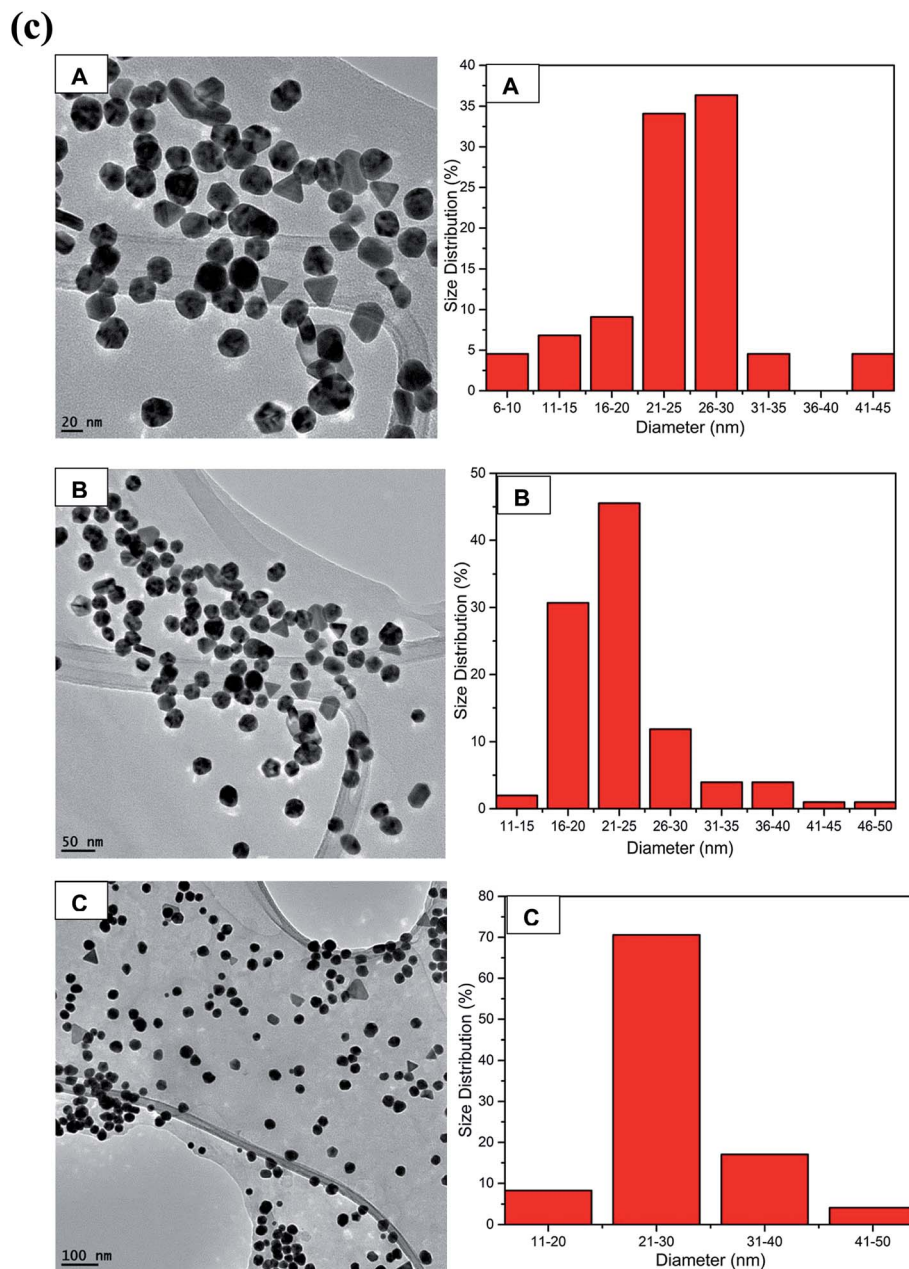 (c)
A
20 nm
A
Size Distribution (%)
40
35
30
25
20
15
10
5
0
6-10 11-15 16-20 21-25 26-30 31-35 36-40 41-45
Diameter (nm)
B
50 nm
B
Size Distribution (%)
50
40
30
20
10
0
11-15 16-20 21-25 26-30 31-35 36-40 41-45 46-50
Diameter (nm)
C
100 nm
C
Size Distribution (%)
80
70
60
50
40
30
20
10
0
11-20 21-30 31-40 41-50
Diameter (nm)